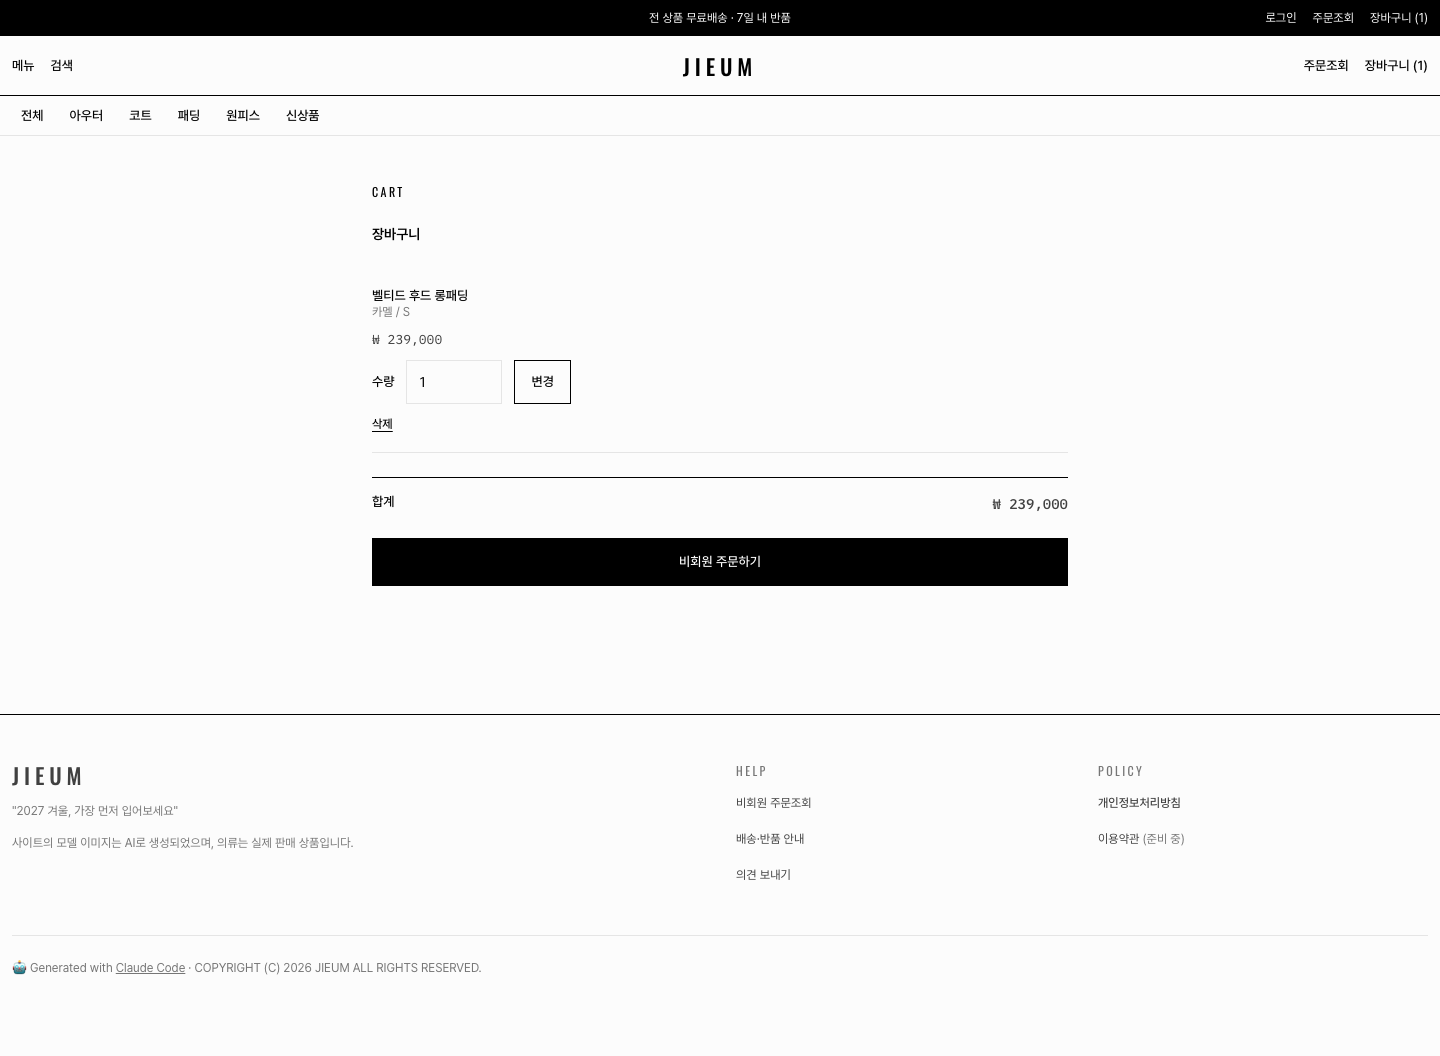 전 상품 무료배송 · 7일 내 반품
로그인 주문조회 장바구니 (1)
메뉴 검색
JIEUM
주문조회 장바구니 (1)
전체 아우터 코트 패딩 원피스 신상품
CART
장바구니
벨티드 후드 롱패딩
카멜 / S
₩ 239,000
수량 1 변경
삭제
합계 ₩ 239,000
비회원 주문하기
JIEUM
"2027 겨울, 가장 먼저 입어보세요"
사이트의 모델 이미지는 AI로 생성되었으며, 의류는 실제 판매 상품입니다.
HELP
비회원 주문조회
배송·반품 안내
의견 보내기
POLICY
개인정보처리방침
이용약관 (준비 중)
Generated with Claude Code · COPYRIGHT (C) 2026 JIEUM ALL RIGHTS RESERVED.